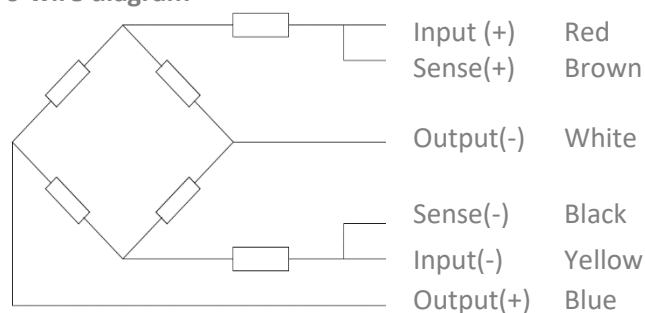 wire diagram
Input (+) Red
Sense(+) Brown
Output(-) White
Sense(-) Black
Input(-) Yellow
Output(+) Blue